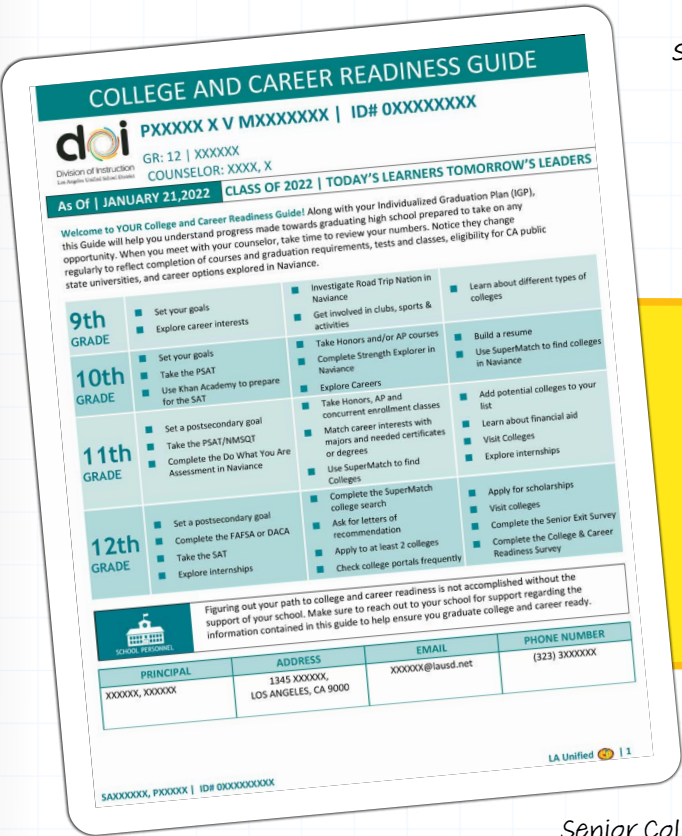 S
COLLEGE AND CAREER READINESS GUIDE
doi
Division of Instruction
Los Angeles Unified School District
PXXXXX X V MXXXXXXX | ID# 0XXXXXXXX
GR: 12 | XXXXXX
COUNSELOR: XXXX, X
As Of | JANUARY 21,2022
CLASS OF 2022 | TODAY'S LEARNERS TOMORROW'S LEADERS
Welcome to YOUR College and Career Readiness Guide! Along with your Individualized Graduation Plan (IGP),
this Guide will help you understand progress made towards graduating high school prepared to take on any
opportunity. When you meet with your counselor, take time to review your numbers. Notice they change
regularly to reflect completion of courses and graduation requirements, tests and classes, eligibility for CA public
state universities, and career options explored in Naviance.
9th
GRADE
Set your goals
Explore career interests
Investigate Road Trip Nation in
Naviance
Get involved in clubs, sports &
activities
Learn about different types of
colleges
10th
GRADE
Set your goals
Take the PSAT
Use Khan Academy to prepare
for the SAT
Take Honors and/or AP courses
Complete Strength Explorer in
Naviance
Explore Careers
Build a resume
Use SuperMatch to find colleges
in Naviance
11th
GRADE
Set a postsecondary goal
Take the PSAT/NMSQT
Complete the Do What You Are
Assessment in Naviance
Take Honors, AP and
concurrent enrollment classes
Match career interests with
majors and needed certificates
or degrees
Use SuperMatch to find
Colleges
Add potential colleges to your
list
Learn about financial aid
Visit Colleges
Explore internships
12th
GRADE
Set a postsecondary goal
Complete the FAFSA or DACA
Take the SAT
Explore internships
Complete the SuperMatch
college search
Ask for letters of
recommendation
Apply to at least 2 colleges
Check college portals frequently
Apply for scholarships
Visit colleges
Complete the Senior Exit Survey
Complete the College & Career
Readiness Survey
SCHOOL PERSONNEL
Figuring out your path to college and career readiness is not accomplished without the
support of your school. Make sure to reach out to your school for support regarding the
information contained in this guide to help ensure you graduate college and career ready.
PRINCIPAL
ADDRESS
EMAIL
PHONE NUMBER
XXXXXX, XXXXXX
1345 XXXXXX,
LOS ANGELES, CA 9000
XXXXXX@lausd.net
(323) 3XXXXXX
SAXXXXXX, PXXXXX | ID# 0XXXXXXXXX
LA Unified | 1
Senior Col